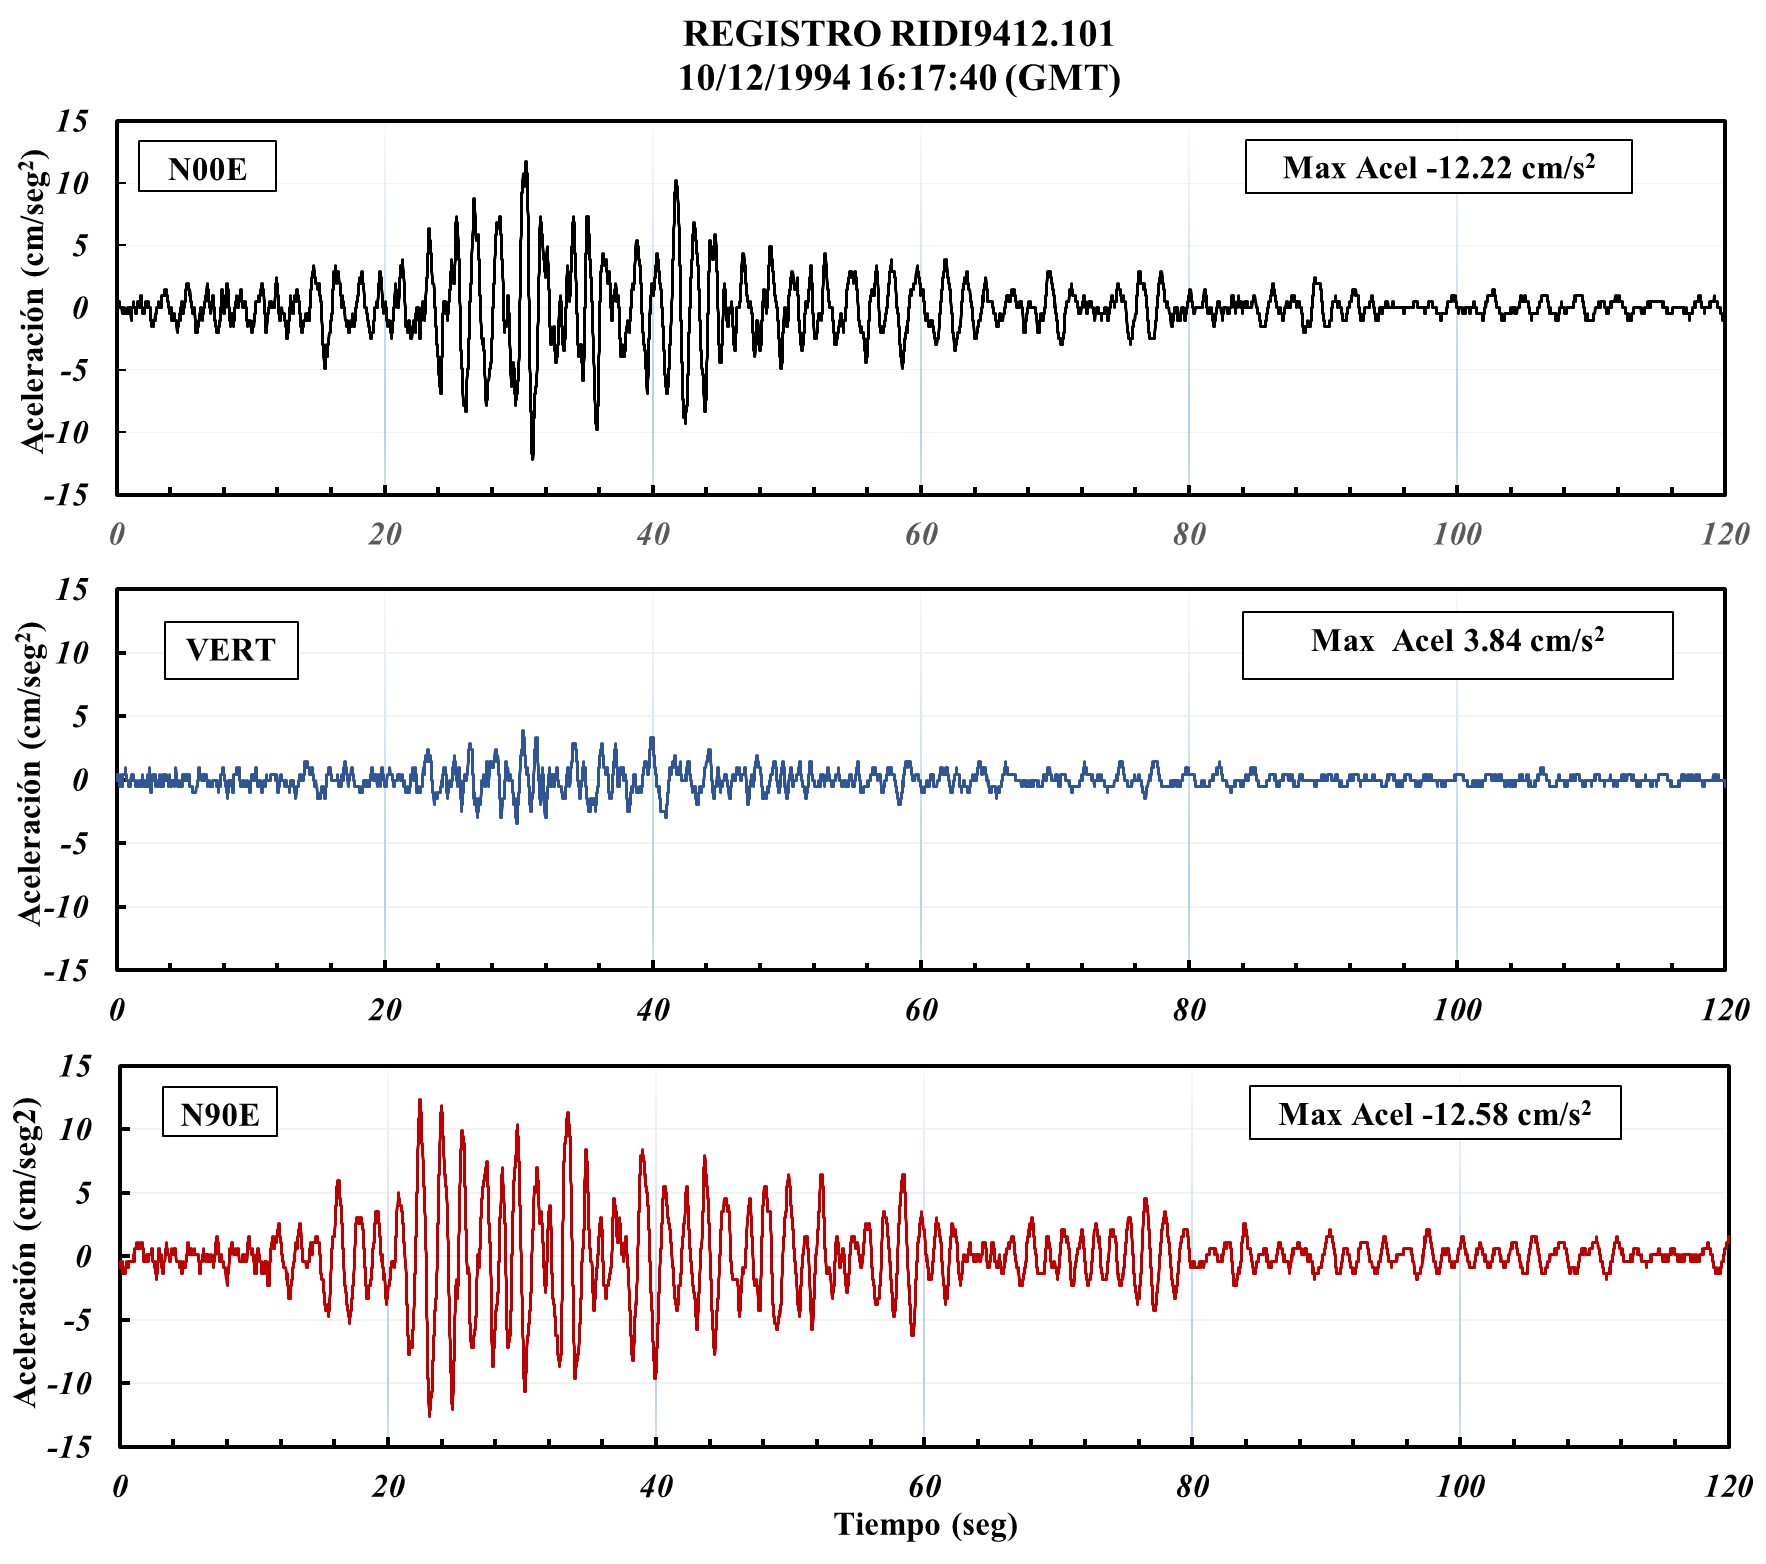 REGISTRO RIDI9412.101
10/12/1994 16:17:40 (GMT)
Aceleración (cm/seg²)
15
10
5
0
-5
-10
-15
N00E
Max Acel -12.22 cm/s²
0 20 40 60 80 100 120
Aceleración (cm/seg²)
15
10
5
0
-5
-10
-15
VERT
Max Acel 3.84 cm/s²
0 20 40 60 80 100 120
Aceleración (cm/seg2)
15
10
5
0
-5
-10
-15
N90E
Max Acel -12.58 cm/s²
0 20 40 60 80 100 120
Tiempo (seg)